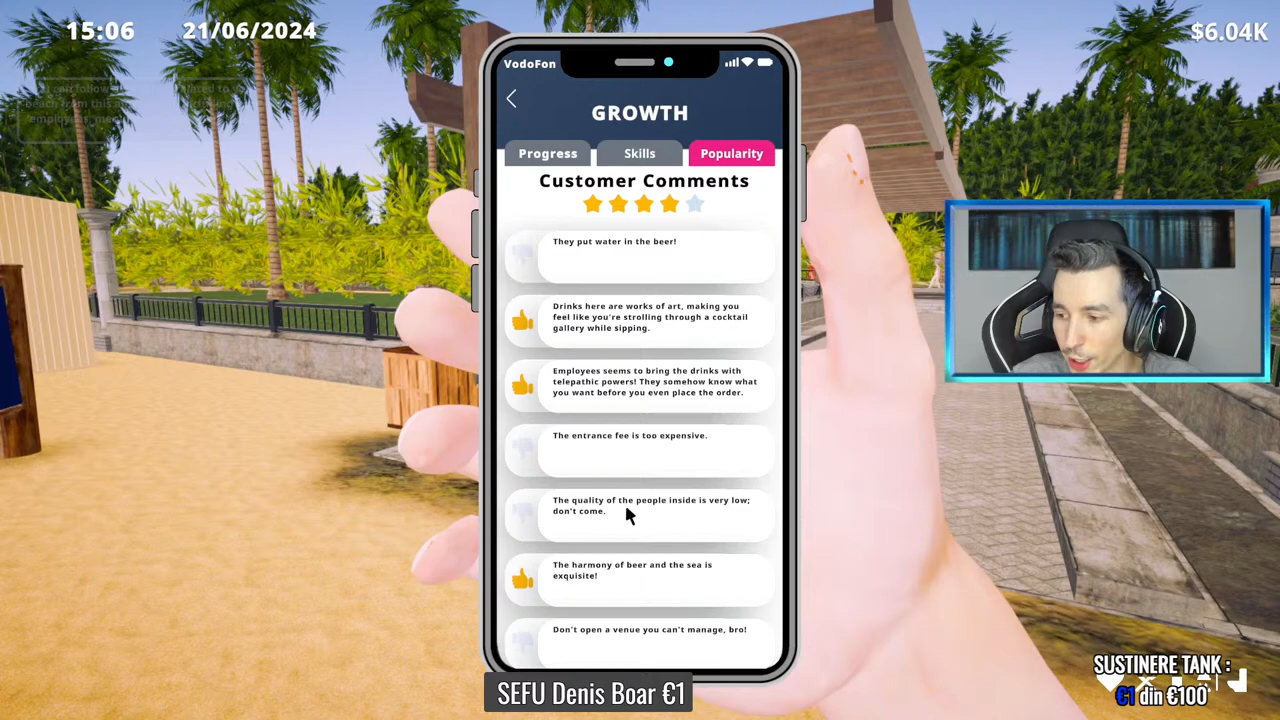 15:06
21/06/2024
$6.04K
VodoFon
GROWTH
Progress
Skills
Popularity
Customer Comments
They put water in the beer!
Drinks here are works of art, making you
feel like you're strolling through a cocktail
gallery while sipping.
Employees seems to bring the drinks with
telepathic powers! They somehow know what
you want before you even place the order.
The entrance fee is too expensive.
The quality of the people inside is very low;
don't come.
The harmony of beer and the sea is
exquisite!
Don't open a venue you can't manage, bro!
SEFU Denis Boar €1
SUSTINERE TANK :
€1 din €100